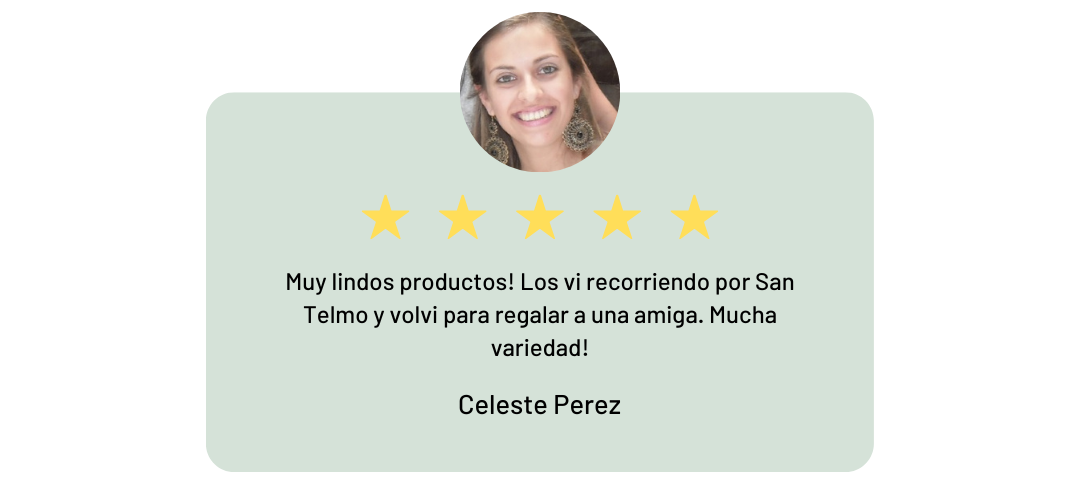 Muy lindos productos! Los vi recorriendo por San
Telmo y volvi para regalar a una amiga. Mucha
variedad!
Celeste Perez